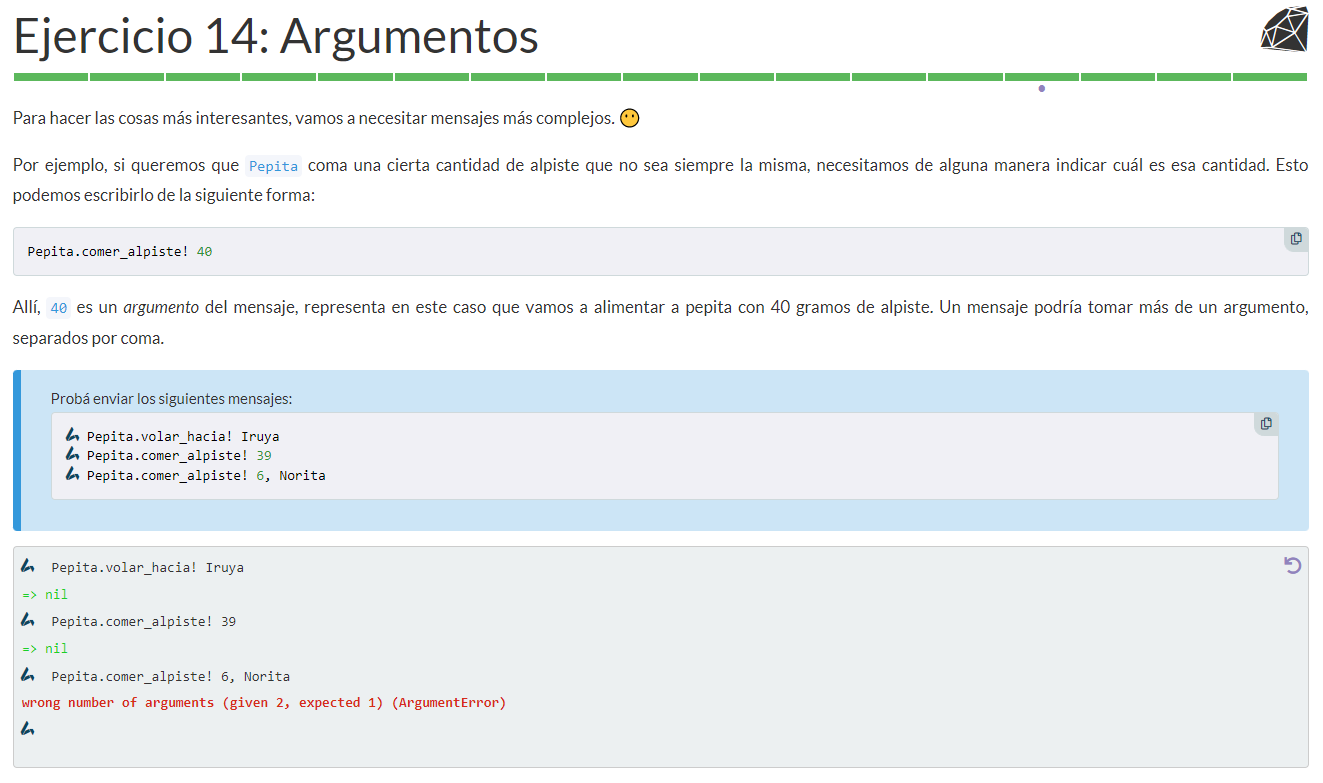 Ejercicio 14: Argumentos
Para hacer las cosas más interesantes, vamos a necesitar mensajes más complejos.
Por ejemplo, si queremos que Pepita coma una cierta cantidad de alpiste que no sea siempre la misma, necesitamos de alguna manera indicar cuál es esa cantidad. Esto
podemos escribirlo de la siguiente forma:
Pepita.comer_alpiste! 40
Allí, 40 es un argumento del mensaje, representa en este caso que vamos a alimentar a pepita con 40 gramos de alpiste. Un mensaje podría tomar más de un argumento,
separados por coma.
Probá enviar los siguientes mensajes:
Pepita.volar_hacia! Iruya
Pepita.comer_alpiste! 39
Pepita.comer_alpiste! 6, Norita
Pepita.volar_hacia! Iruya
=> nil
Pepita.comer_alpiste! 39
=> nil
Pepita.comer_alpiste! 6, Norita
wrong number of arguments (given 2, expected 1) (ArgumentError)